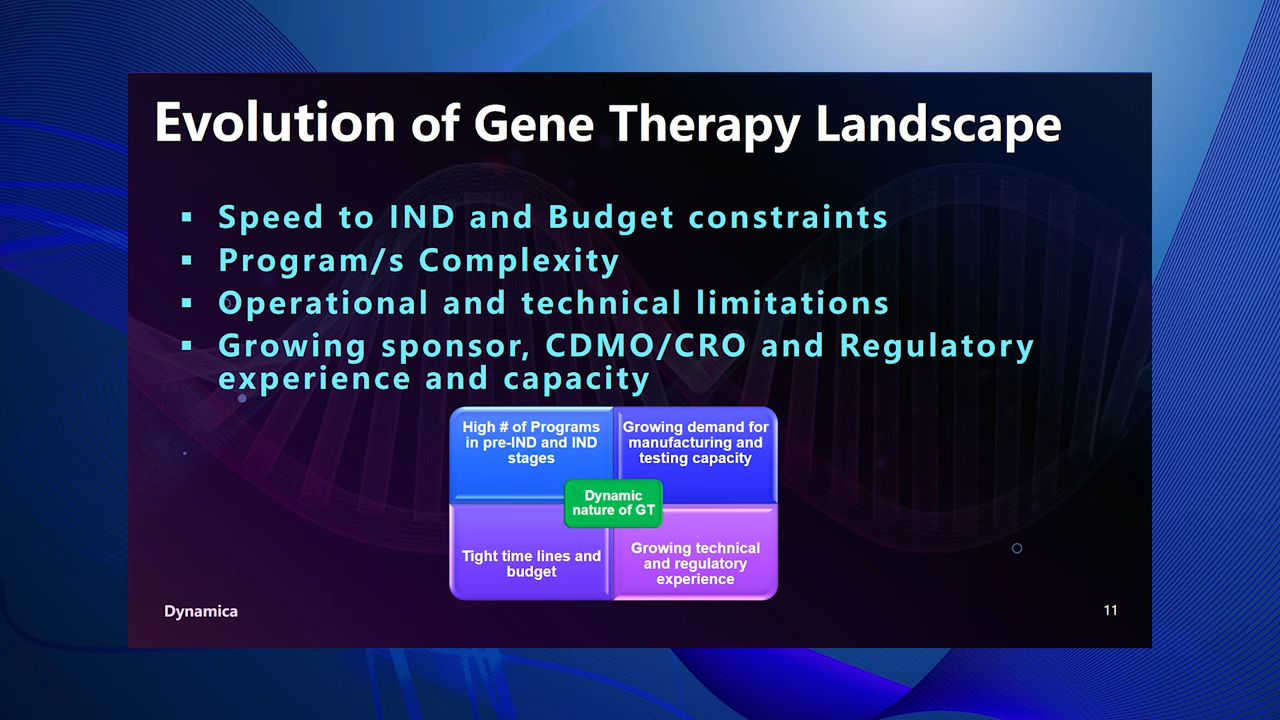 Evolution of Gene Therapy Landscape
▪ Speed to IND and Budget constraints
▪ Program/s Complexity
▪ Operational and technical limitations
▪ Growing sponsor, CDMO/CRO and Regulatory
experience and capacity
High # of Programs
in pre-IND and IND
stages
Growing demand for
manufacturing and
testing capacity
Dynamic
nature of GT
Tight time lines and
budget
Growing technical
and regulatory
experience
Dynamica
11